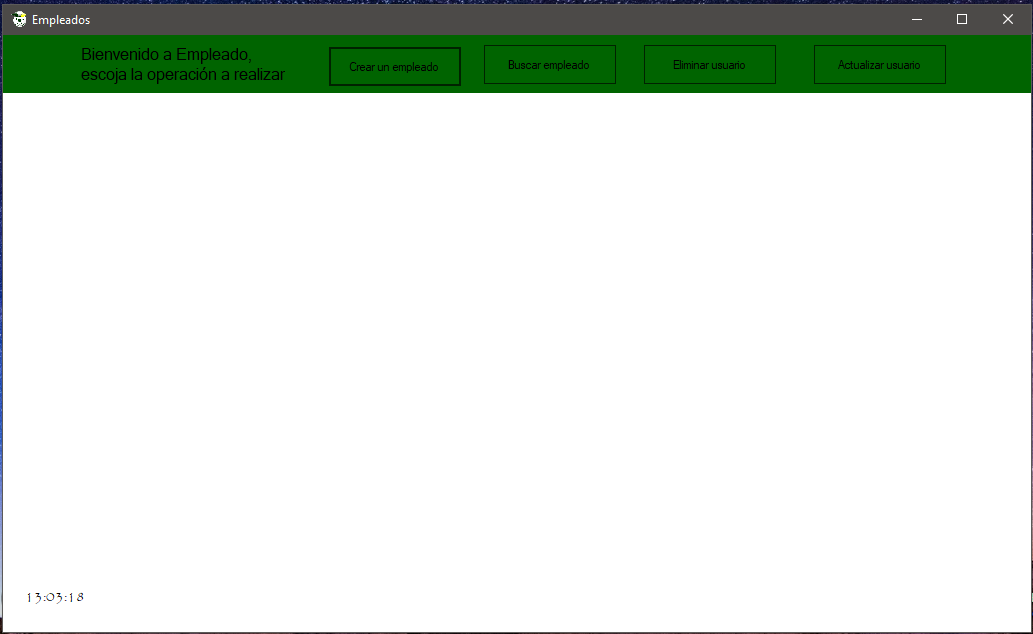 Empleados
Bienvenido a Empleado,
escoja la operación a realizar
Crear un empleado
Buscar empleado
Eliminar usuario
Actualizar usuario
13:03:18